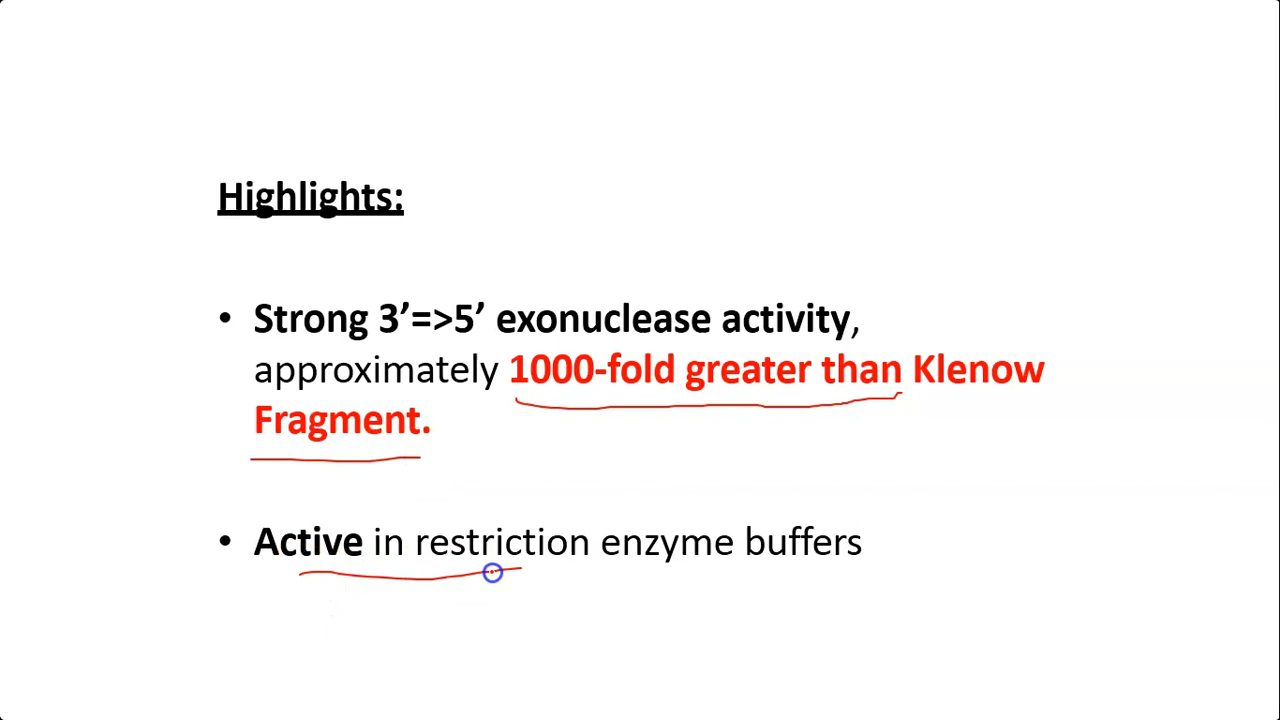 Highlights:
• Strong 3’=>5’ exonuclease activity,
approximately 1000-fold greater than Klenow
Fragment.
• Active in restriction enzyme buffers